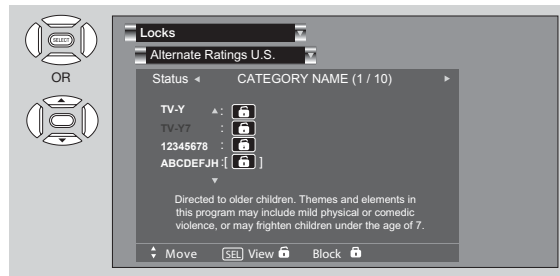 SELECT
OR
Locks
Alternate Ratings U.S.
Status CATEGORY NAME (1 / 10)
TV-Y :
TV-Y7 :
12345678 :
ABCDEFJH :[ ]
Directed to older children. Themes and elements in
this program may include mild physical or comedic
violence, or may frighten children under the age of 7.
Move SEL View Block